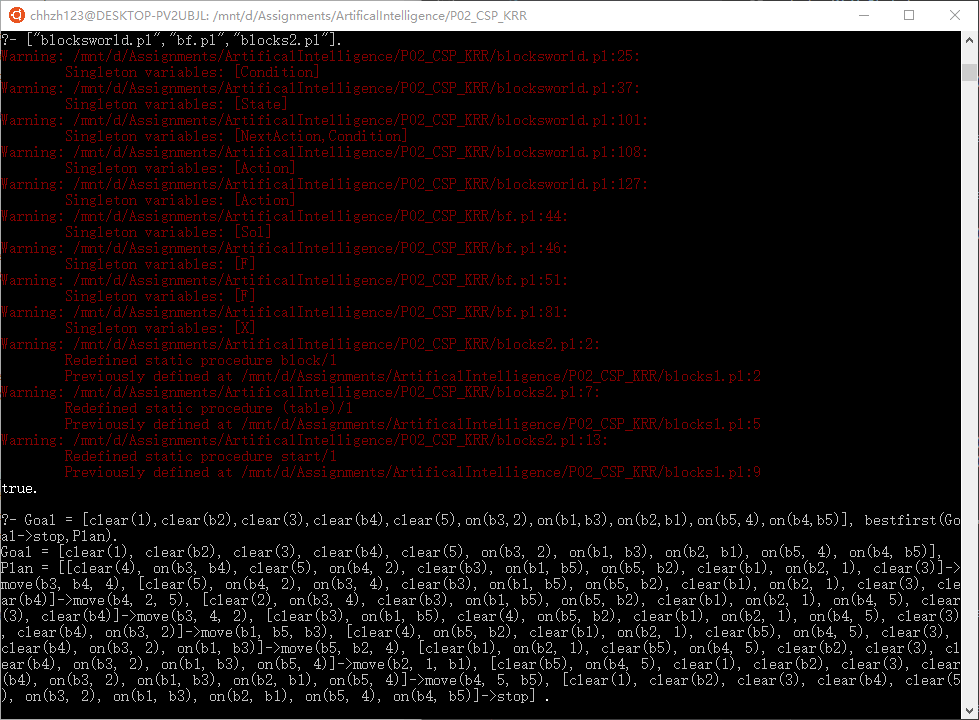 chhzh123@DESKTOP-PV2UBJL: /mnt/d/Assignments/ArtificalIntelligence/P02_CSP_KRR
?- ["blocksworld.pl","bf.pl","blocks2.pl"].
Warning: /mnt/d/Assignments/ArtificalIntelligence/P02_CSP_KRR/blocksworld.pl:25:
        Singleton variables: [Condition]
Warning: /mnt/d/Assignments/ArtificalIntelligence/P02_CSP_KRR/blocksworld.pl:37:
        Singleton variables: [State]
Warning: /mnt/d/Assignments/ArtificalIntelligence/P02_CSP_KRR/blocksworld.pl:101:
        Singleton variables: [NextAction,Condition]
Warning: /mnt/d/Assignments/ArtificalIntelligence/P02_CSP_KRR/blocksworld.pl:103:
        Singleton variables: [Action]
Warning: /mnt/d/Assignments/ArtificalIntelligence/P02_CSP_KRR/blocksworld.pl:127:
        Singleton variables: [Action]
Warning: /mnt/d/Assignments/ArtificalIntelligence/P02_CSP_KRR/bf.pl:44:
        Singleton variables: [Sol]
Warning: /mnt/d/Assignments/ArtificalIntelligence/P02_CSP_KRR/bf.pl:46:
        Singleton variables: [F]
Warning: /mnt/d/Assignments/ArtificalIntelligence/P02_CSP_KRR/bf.pl:51:
        Singleton variables: [F]
Warning: /mnt/d/Assignments/ArtificalIntelligence/P02_CSP_KRR/bf.pl:31:
        Singleton variables: [X]
Warning: /mnt/d/Assignments/ArtificalIntelligence/P02_CSP_KRR/blocks2.pl:2:
        Redefined static procedure block/1
        Previously defined at /mnt/d/Assignments/ArtificalIntelligence/P02_CSP_KRR/blocks1.pl:2
Warning: /mnt/d/Assignments/ArtificalIntelligence/P02_CSP_KRR/blocks2.pl:7:
        Redefined static procedure (table)/1
        Previously defined at /mnt/d/Assignments/ArtificalIntelligence/P02_CSP_KRR/blocks1.pl:5
Warning: /mnt/d/Assignments/ArtificalIntelligence/P02_CSP_KRR/blocks2.pl:13:
        Redefined static procedure start/1
        Previously defined at /mnt/d/Assignments/ArtificalIntelligence/P02_CSP_KRR/blocks1.pl:9
true.
?- Goal = [clear(1),clear(b2),clear(3),clear(b4),clear(5),on(b3,2),on(b1,b3),on(b2,b1),on(b5,4),on(b4,b5)], bestfirst(Go
al->stop,Plan).
Goal = [clear(1), clear(b2), clear(3), clear(b4), clear(5), on(b3, 2), on(b1, b3), on(b2, b1), on(b5, 4), on(b4, b5)],
Plan = [[clear(4), on(b3, b4), clear(5), on(b4, 2), clear(b3), on(b1, b5), on(b5, b2), clear(b1), on(b2, 1), clear(3)]->
move(b3, b4, 4), [clear(5), on(b4, 2), on(b3, 4), clear(b3), on(b1, b5), on(b5, b2), clear(b1), on(b2, 1), clear(3), cle
ar(b4)]->move(b4, 2, 5), [clear(2), on(b3, 4), clear(b3), on(b1, b5), on(b5, b2), clear(b1), on(b2, 1), on(b4, 5), clear
(3), clear(b4)]->move(b3, 4, 2), [clear(b3), on(b1, b5), clear(4), on(b5, b2), clear(b1), on(b2, 1), on(b4, 5), clear(3)
, clear(b4), on(b3, 2)]->move(b1, b5, b3), [clear(4), on(b5, b2), clear(b1), on(b2, 1), clear(b5), on(b4, 5), clear(3),
clear(b4), on(b3, 2), on(b1, b3)]->move(b5, b2, 4), [clear(b1), on(b2, 1), clear(b5), on(b4, 5), clear(b2), clear(3), cl
ear(b4), on(b3, 2), on(b1, b3), on(b5, 4)]->move(b2, 1, b1), [clear(b5), on(b4, 5), clear(1), clear(b2), clear(3), clear
(b4), on(b3, 2), on(b1, b3), on(b2, b1), on(b5, 4)]->move(b4, 5, b5), [clear(1), clear(b2), clear(3), clear(b4), clear(5
), on(b3, 2), on(b1, b3), on(b2, b1), on(b5, 4), on(b4, b5)]->stop] .